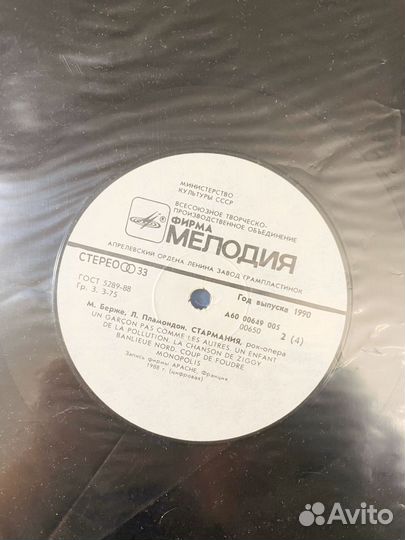 МИНИСТЕРСТВО
КУЛЬТУРЫ СССР
ВСЕСОЮЗНОЕ ТВОРЧЕСКО-
ПРОИЗВОДСТВЕННОЕ ОБЪЕДИНЕНИЕ
ФИРМА
МЕЛОДИЯ
АПРЕЛЕВСКИЙ ОРДЕНА ЛЕНИНА ЗАВОД ГРАМПЛАСТИНОК
СТЕРЕО 33
Год выпуска 1990
ГОСТ 5289-88
Гр. 3. 3-75
А60 00649 005
00650
2 (4)
М. Берже, Л. Пламондон. СТАРМАНИЯ, рок-опера
UN GARÇON PAS COMME LES AUTRES. UN ENFANT
DE LA POLLUTION. LA CHANSON DE ZIGGY
BANLIEUE NORD. COUP DE FOUDRE
MONOPOLIS
Запись фирмы APACHE, Франция
1988 г. (цифровая)
Avito